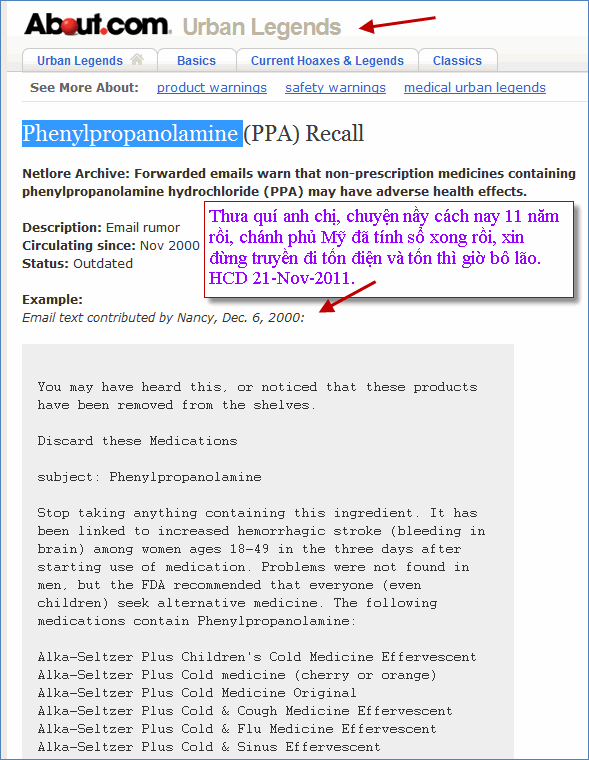 About.com Urban Legends
Urban Legends Basics Current Hoaxes & Legends Classics
See More About: product warnings safety warnings medical urban legends
Phenylpropanolamine (PPA) Recall
Netlore Archive: Forwarded emails warn that non-prescription medicines containing
phenylpropanolamine hydrochloride (PPA) may have adverse health effects.
Description: Email rumor
Circulating since: Nov 2000
Status: Outdated
Thưa quí anh chị, chuyện nầy cách nay 11 năm
rồi, chánh phủ Mỹ đã tính sổ xong rồi, xin
đừng truyền đi tốn điện và tốn thì giờ bô lão.
HCD 21-Nov-2011.
Example:
Email text contributed by Nancy, Dec. 6, 2000:
You may have heard this, or noticed that these products
have been removed from the shelves.
Discard these Medications
subject: Phenylpropanolamine
Stop taking anything containing this ingredient. It has
been linked to increased hemorrhagic stroke (bleeding in
brain) among women ages 18-49 in the three days after
starting use of medication. Problems were not found in
men, but the FDA recommended that everyone (even
children) seek alternative medicine. The following
medications contain Phenylpropanolamine:
Alka-Seltzer Plus Children's Cold Medicine Effervescent
Alka-Seltzer Plus Cold medicine (cherry or orange)
Alka-Seltzer Plus Cold Medicine Original
Alka-Seltzer Plus Cold & Cough Medicine Effervescent
Alka-Seltzer Plus Cold & Flu Medicine Effervescent
Alka-Seltzer Plus Cold & Sinus Effervescent